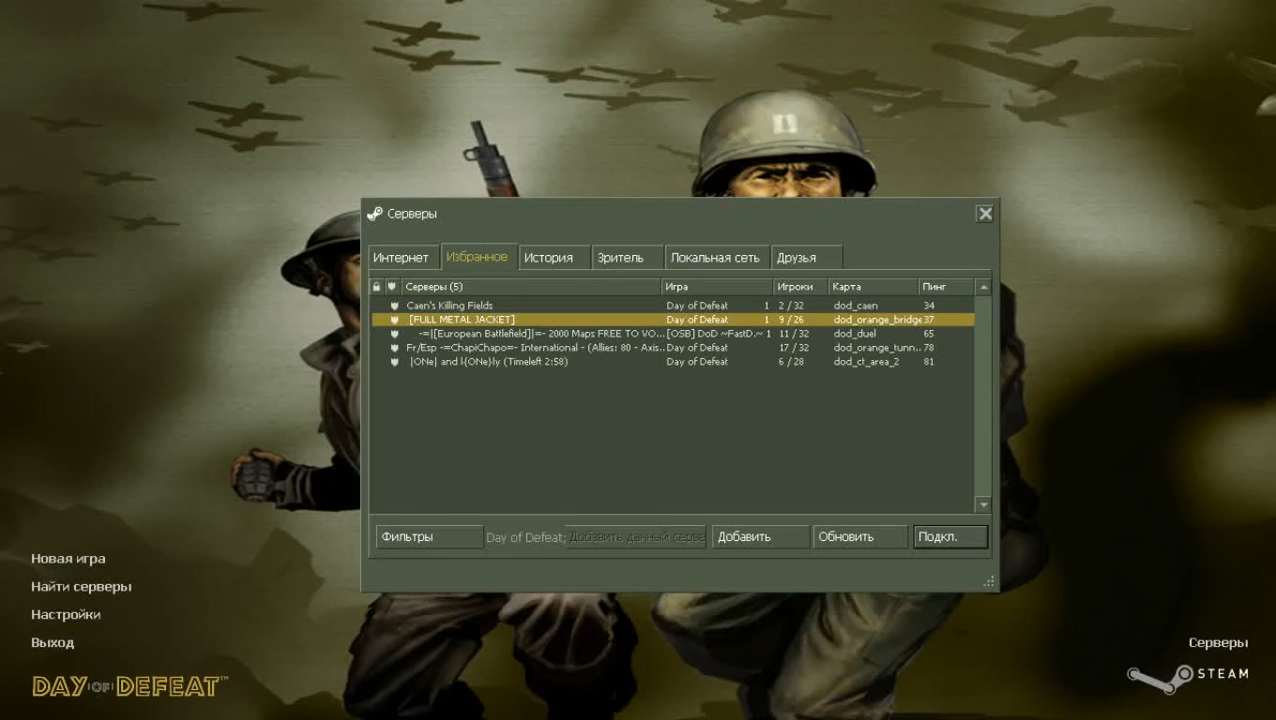 Серверы
Интернет Избранное История Зритель Локальная сеть Друзья
Серверы (5) Игра Игроки Карта Пинг
Caen's Killing Fields Day of Defeat 1 2 / 32 dod_caen 34
[FULL METAL JACKET] Day of Defeat 1 9 / 26 dod_orange_bridge 37
-=|[European Battlefield]|=- 2000 Maps FREE TO VO... [OSB] DoD ~FastD.~ 1 11 / 32 dod_duel 65
Fr/Esp -=ChapiChapo=- International - (Allies: 80 - Axis... Day of Defeat 17 / 32 dod_orange_tunn... 78
|ONe| and l-{ONe}-ly (Timeleft 2:58) Day of Defeat 6 / 28 dod_ct_area_2 81
Фильтры Day of Defeat; Добавить данный серве Добавить Обновить Подкл.
Новая игра
Найти серверы
Настройки
Выход
Серверы
DAY OF DEFEAT™
STEAM